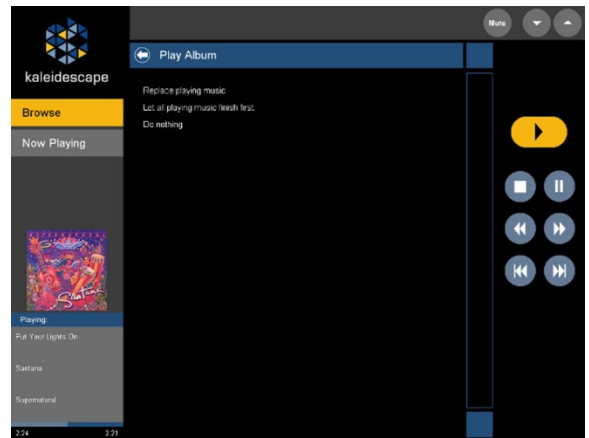 Mute
kaleidescape
Play Album
Browse
Now Playing
Replace playing music
Let all playing music finish first
Do nothing
Santana
Playing:
Put Your Lights On
Santana
Supernatural
2:24 2:21